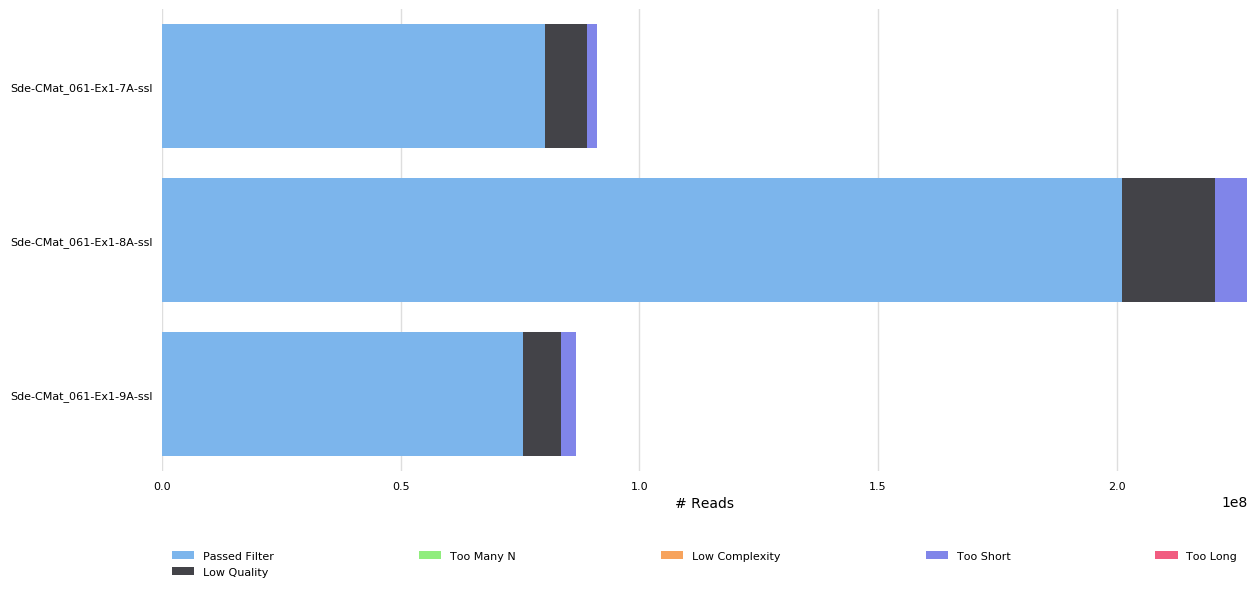 Sde-CMat_061-Ex1-7A-ssl
Sde-CMat_061-Ex1-8A-ssl
Sde-CMat_061-Ex1-9A-ssl
0.0 0.5 1.0 1.5 2.0
# Reads 1e8
Passed Filter Too Many N Low Complexity Too Short Too Long
Low Quality